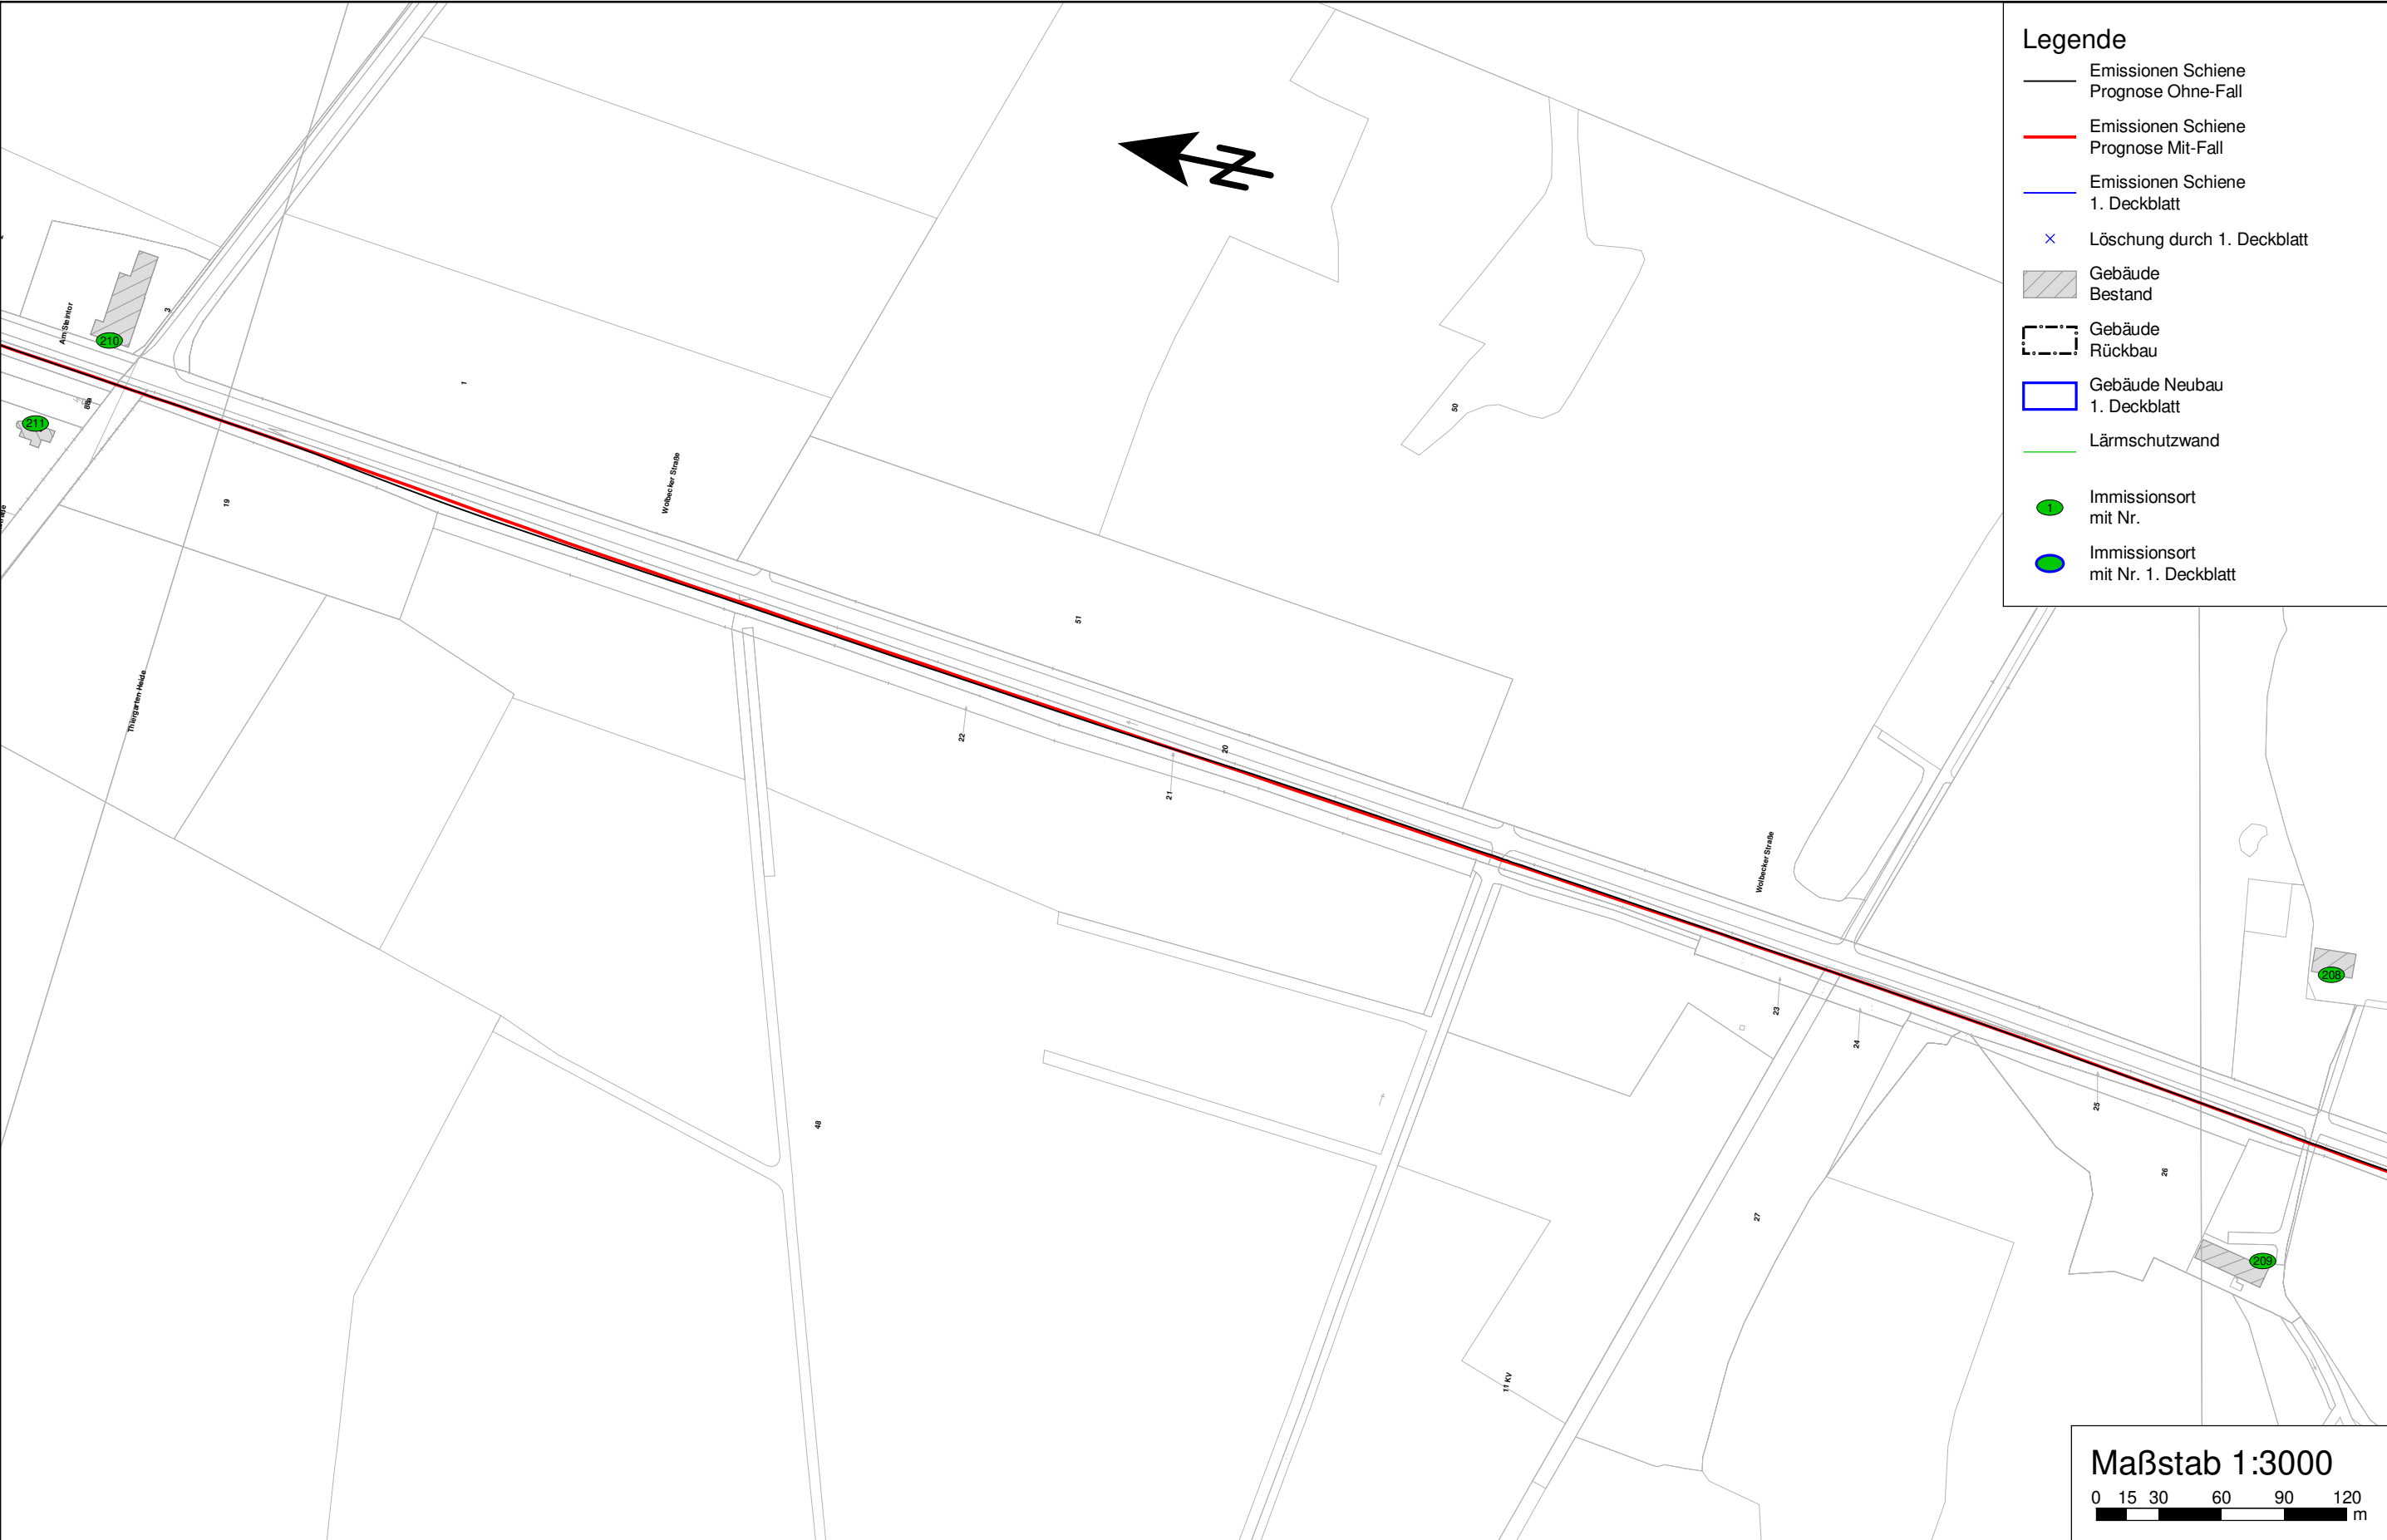 Legende
Emissionen Schiene
Prognose Ohne-Fall
Emissionen Schiene
Prognose Mit-Fall
Emissionen Schiene
1. Deckblatt
Löschung durch 1. Deckblatt
Gebäude
Bestand
Gebäude
Rückbau
Gebäude Neubau
1. Deckblatt
Lärmschutzwand
1
Immissionsort
mit Nr.
Immissionsort
mit Nr. 1. Deckblatt
N
Am Steintor
3
210
211
88a
1
19
Wolbecker Straße
50
51
Thiergarten Heide
22
20
21
Wolbecker Straße
208
23
24
25
48
26
27
209
11 KV
Maßstab 1:3000
0 15 30 60 90 120
m